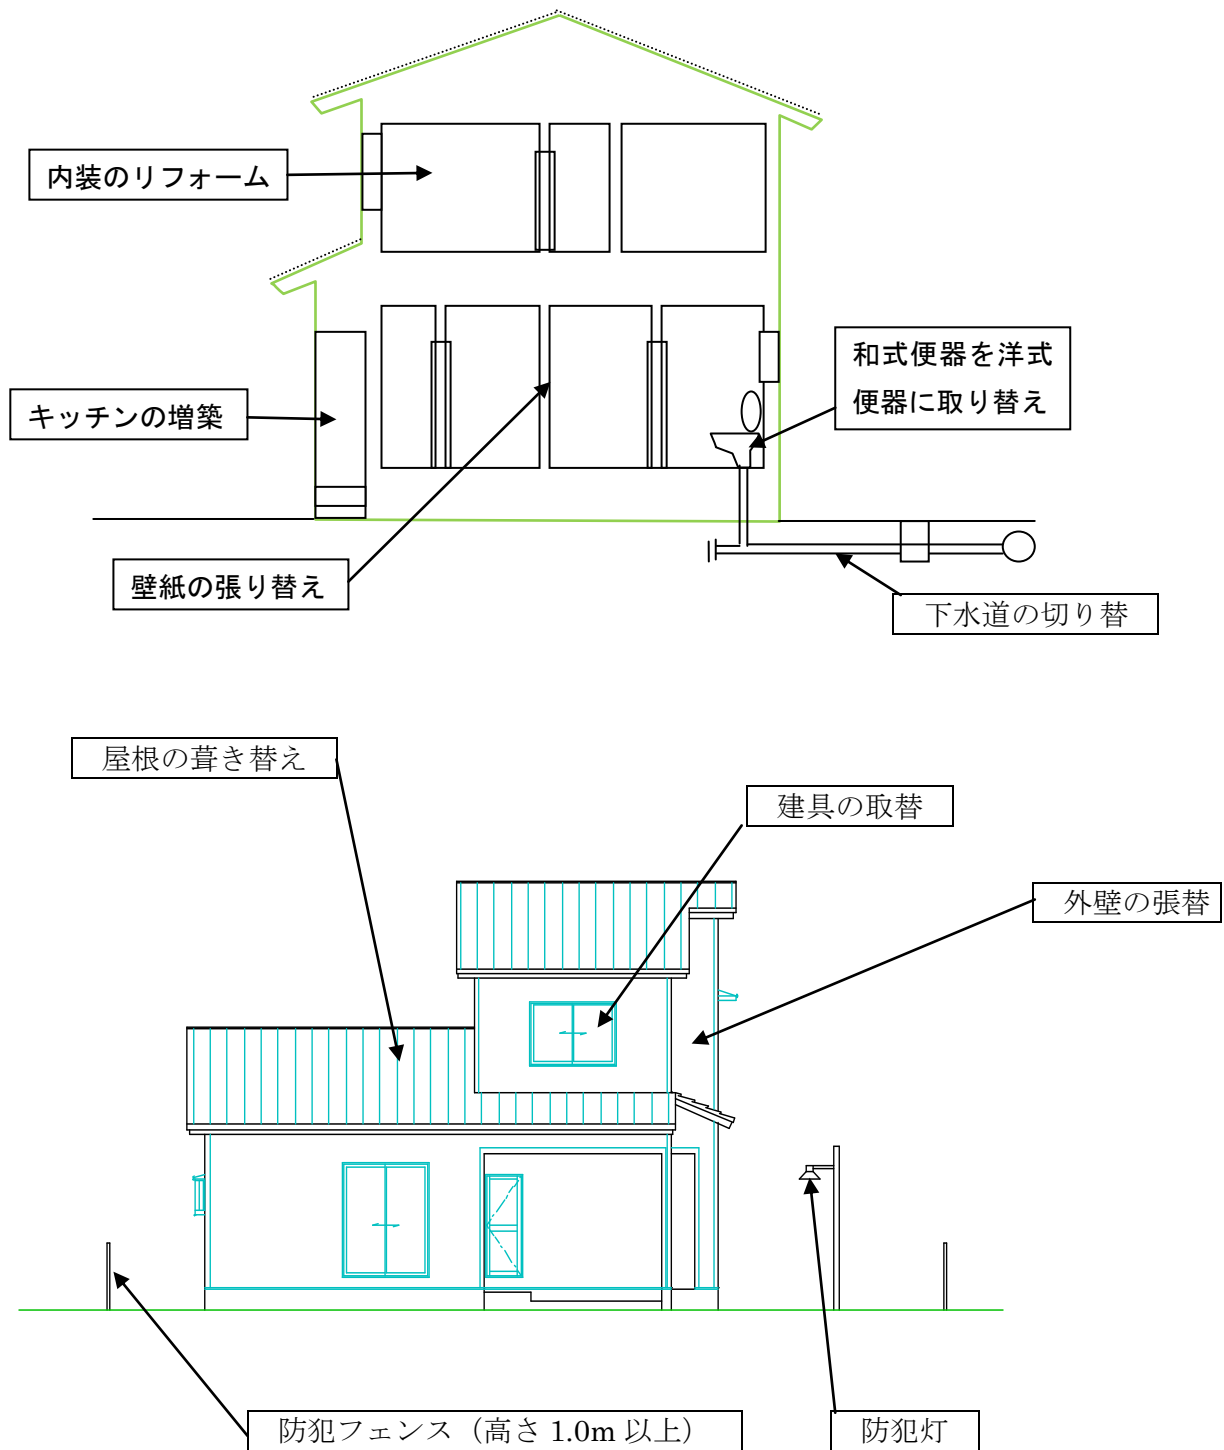 内装のリフォーム
和式便器を洋式
便器に取り替え
キッチンの増築
壁紙の張り替え
下水道の切り替
屋根の葺き替え
建具の取替
外壁の張替
防犯フェンス（高さ 1.0m 以上）
防犯灯